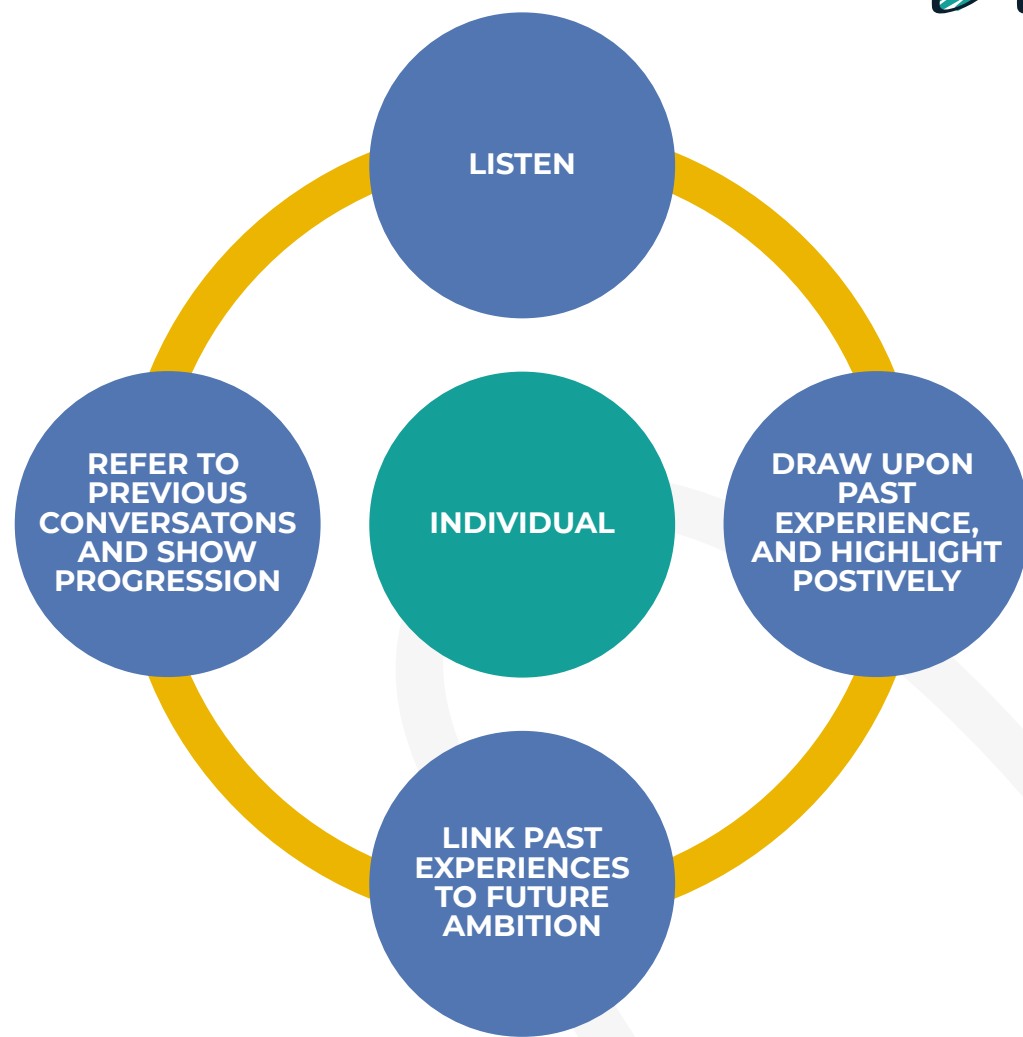 LISTEN
REFER TO
PREVIOUS
CONVERSATONS
AND SHOW
PROGRESSION
INDIVIDUAL
DRAW UPON
PAST
EXPERIENCE,
AND HIGHLIGHT
POSTIVELY
LINK PAST
EXPERIENCES
TO FUTURE
AMBITION